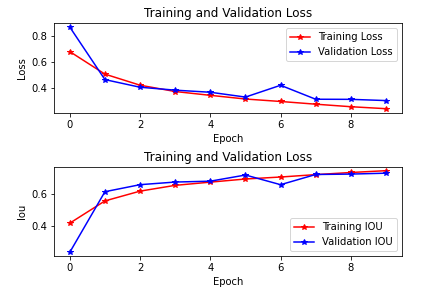 Training and Validation Loss
Training Loss
Validation Loss
Loss
0.8
0.6
0.4
0 2 4 6 8
Epoch
Training and Validation Loss
Iou
0.6
0.4
Training IOU
Validation IOU
0 2 4 6 8
Epoch